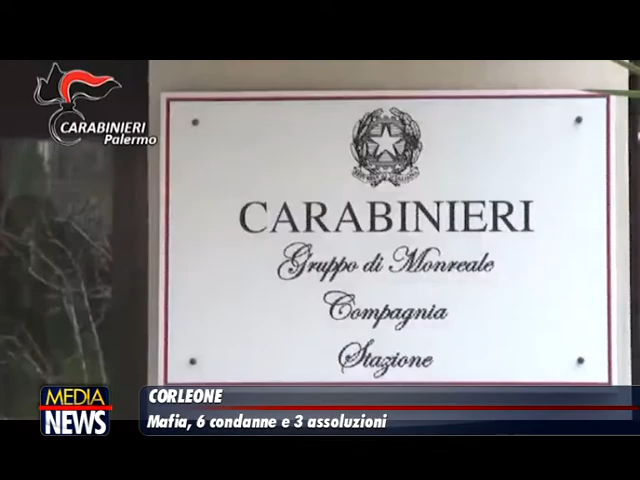 CARABINIERI
Palermo
CARABINIERI
Gruppo di Monreale
Compagnia
Stazione
MEDIA
NEWS
CORLEONE
Mafia, 6 condanne e 3 assoluzioni